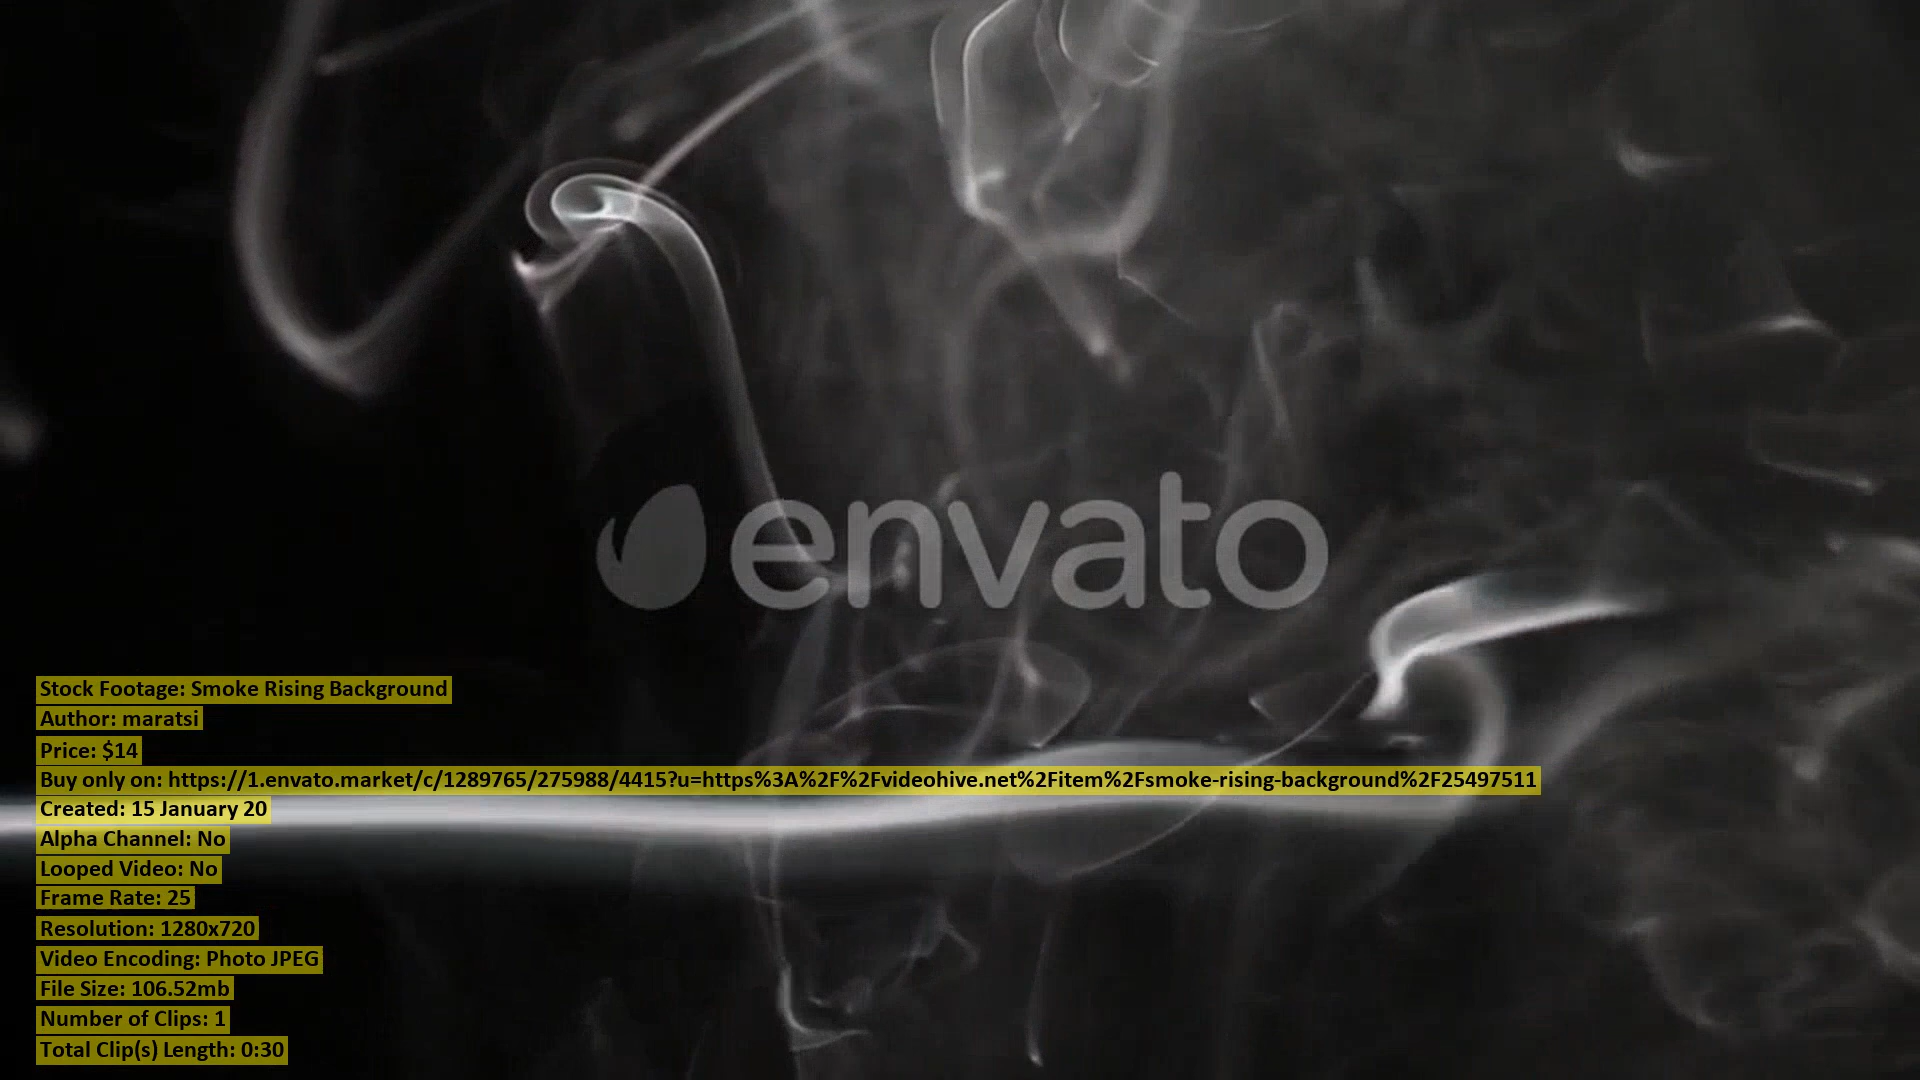 envato
Stock Footage: Smoke Rising Background
Author: maratsi
Price: $14
Buy only on: https://1.envato.market/c/1289765/275988/4415?u=https%3A%2F%2Fvideohive.net%2Fitem%2Fsmoke-rising-background%2F25497511
Created: 15 January 20
Alpha Channel: No
Looped Video: No
Frame Rate: 25
Resolution: 1280x720
Video Encoding: Photo JPEG
File Size: 106.52mb
Number of Clips: 1
Total Clip(s) Length: 0:30